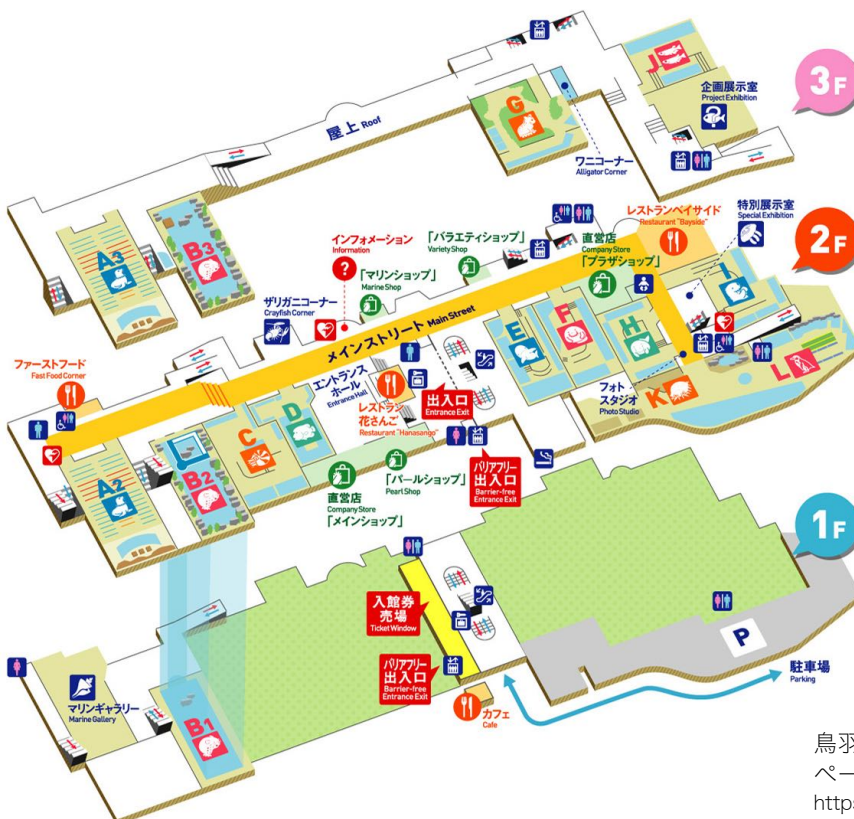 3F
J
企画展示室
Project Exhibition
G
屋上 Roof
ワニコーナー
Alligator Corner
A3
B3
2F
レストランベイサイド
Restaurant "Bayside"
特別展示室
Special Exhibition
インフォメーション
Information
?
「バラエティショップ」
Variety Shop
直営店
Company Store
「プラザショップ」
「マリンショップ」
Marine Shop
ザリガニコーナー
Crayfish Corner
メインストリート Main Street
I
E
F
H
ファーストフード
Fast Food Corner
エントランス
ホール
Entrance Hall
出入口
Entrance Exit
フォト
スタジオ
Photo Studio
K
L
レストラン
花さんご
Restaurant "Hanasango"
D
C
A2
B2
「パールショップ」
Pearl Shop
バリアフリー
出入口
Barrier-free
Entrance Exit
直営店
Company Store
「メインショップ」
1F
入館券
売場
Ticket Window
P
駐車場
Parking
バリアフリー
出入口
Barrier-free
Entrance Exit
マリンギャラリー
Marine Gallery
B1
カフェ
Cafe
鳥羽
ペー
https